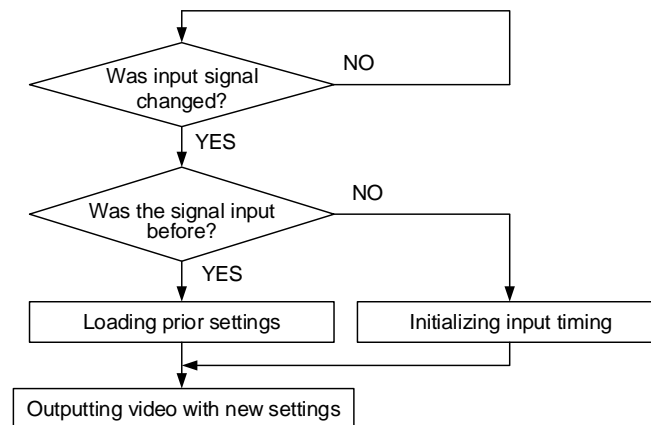 Was input signal
changed?
NO
YES
Was the signal input
before?
NO
YES
Loading prior settings
Initializing input timing
Outputting video with new settings